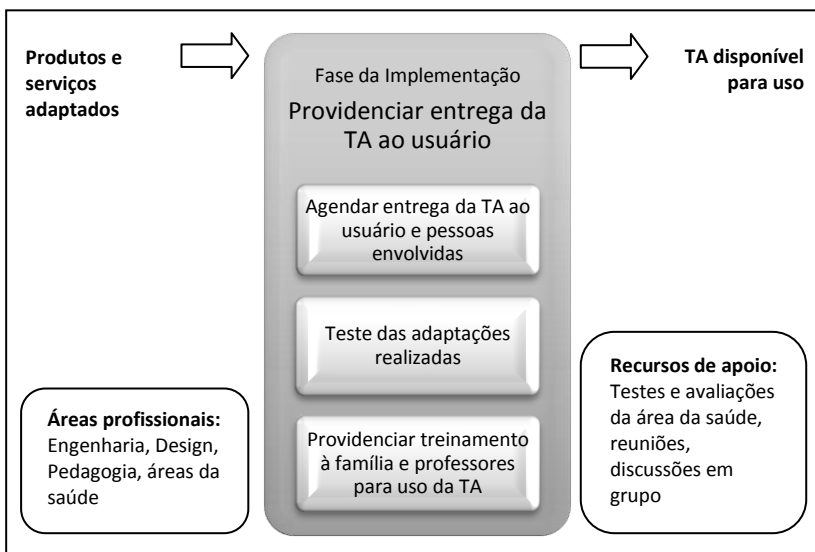 Produtos e
serviços
adaptados
Fase da Implementação
Providenciar entrega da
TA ao usuário
Agendar entrega da TA ao
usuário e pessoas
envolvidas
Teste das adaptações
realizadas
Providenciar treinamento
à família e professores
para uso da TA
TA disponível
para uso
Áreas profissionais:
Engenharia, Design,
Pedagogia, áreas da
saúde
Recursos de apoio:
Testes e avaliações
da área da saúde,
reuniões,
discussões em
grupo